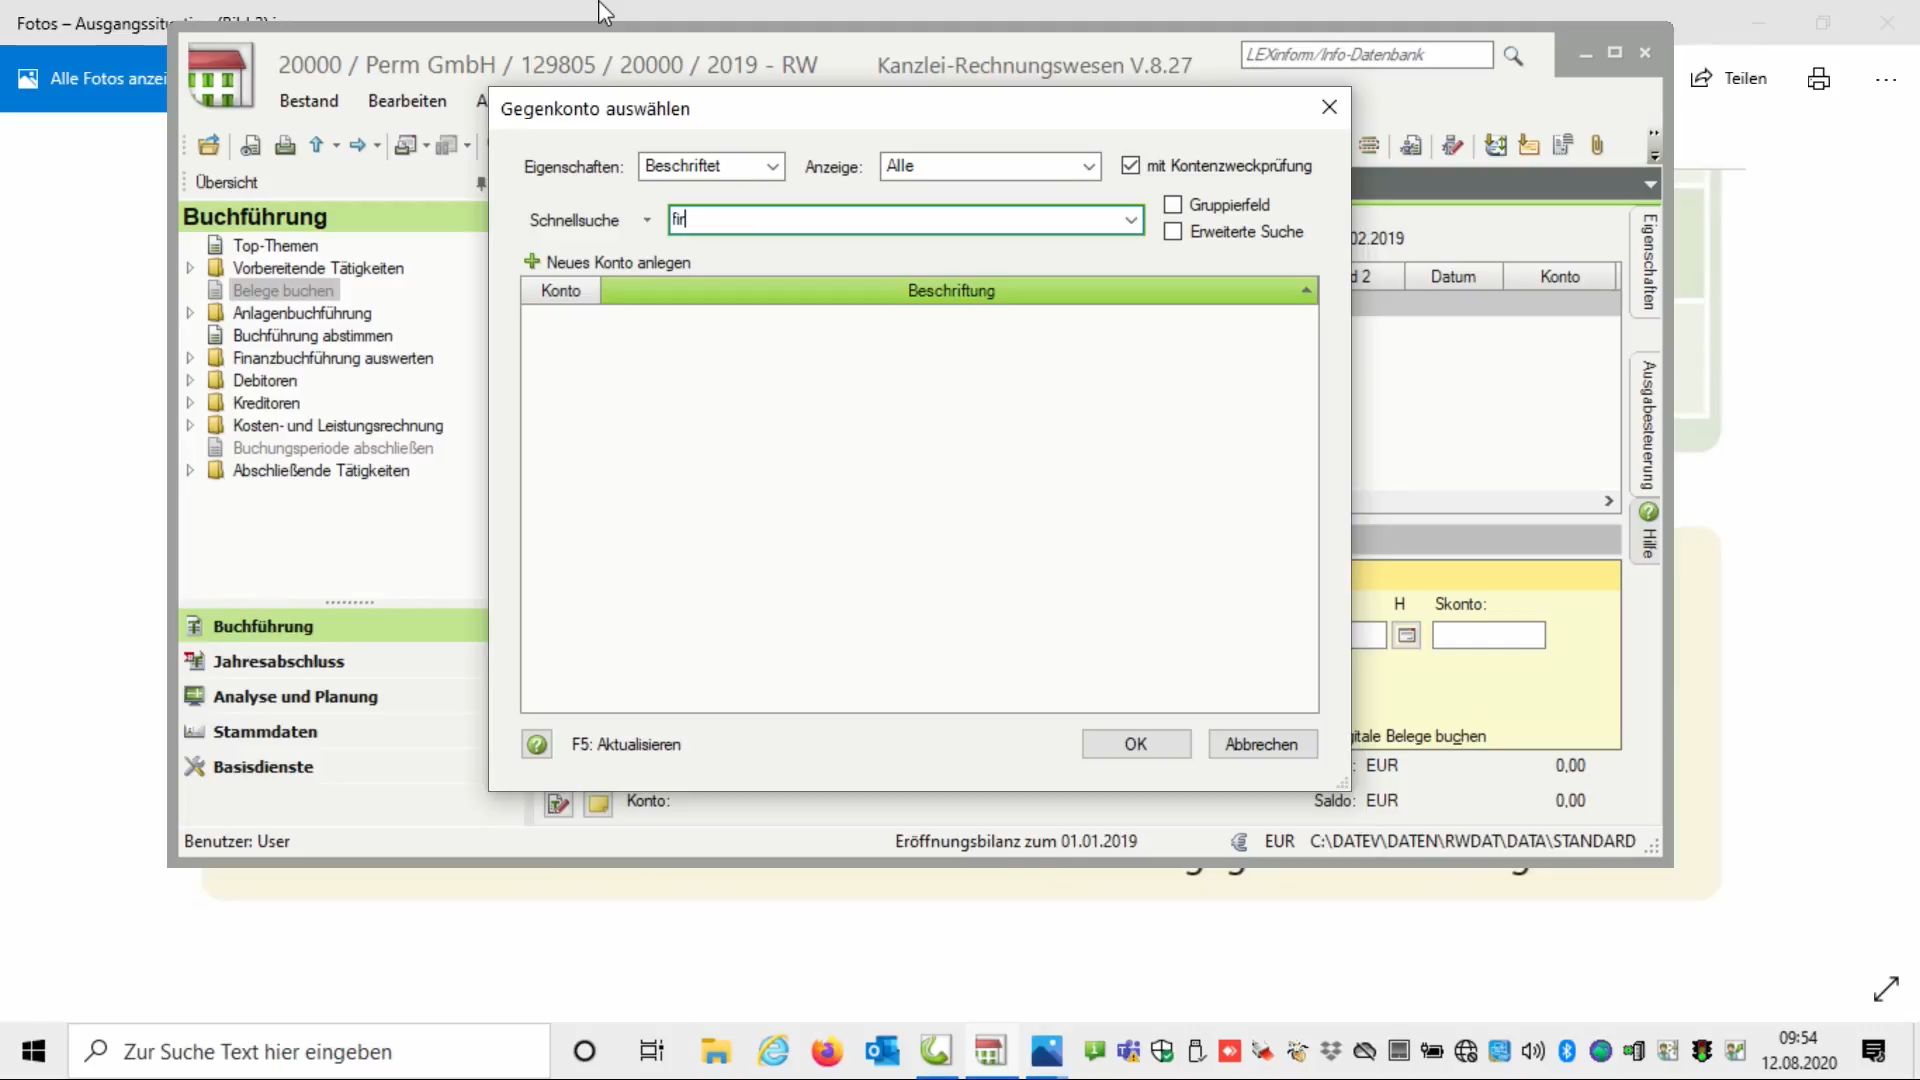 Fotos – Ausgangssituation (Bild 2)
Alle Fotos anzei
Teilen
20000 / Perm GmbH / 129805 / 20000 / 2019 - RW
Kanzlei-Rechnungswesen V.8.27
LEXinform/Info-Datenbank
Bestand
Bearbeiten
A
Gegenkonto auswählen
Eigenschaften:
Beschriftet
Anzeige:
Alle
mit Kontenzweckprüfung
Schnellsuche
fir
Gruppierfeld
Erweiterte Suche
Neues Konto anlegen
Konto
Beschriftung
F5: Aktualisieren
OK
Abbrechen
Übersicht
Buchführung
Top-Themen
Vorbereitende Tätigkeiten
Belege buchen
Anlagenbuchführung
Buchführung abstimmen
Finanzbuchführung auswerten
Debitoren
Kreditoren
Kosten- und Leistungsrechnung
Buchungsperiode abschließen
Abschließende Tätigkeiten
Buchführung
Jahresabschluss
Analyse und Planung
Stammdaten
Basisdienste
02.2019
d 2
Datum
Konto
Eigenschaften
Ausgabesteuerung
Hilfe
H
Skonto:
gitale Belege buchen
: EUR 0,00
Konto:
Saldo: EUR 0,00
Benutzer: User
Eröffnungsbilanz zum 01.01.2019
EUR
C:\DATEV\DATEN\RWDAT\DATA\STANDARD
Zur Suche Text hier eingeben
09:54
12.08.2020